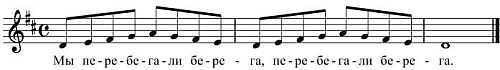 Мы пе - ре - бе - га - ли бе - ре - га, пе - ре - бе - га - ли бе - ре - га.